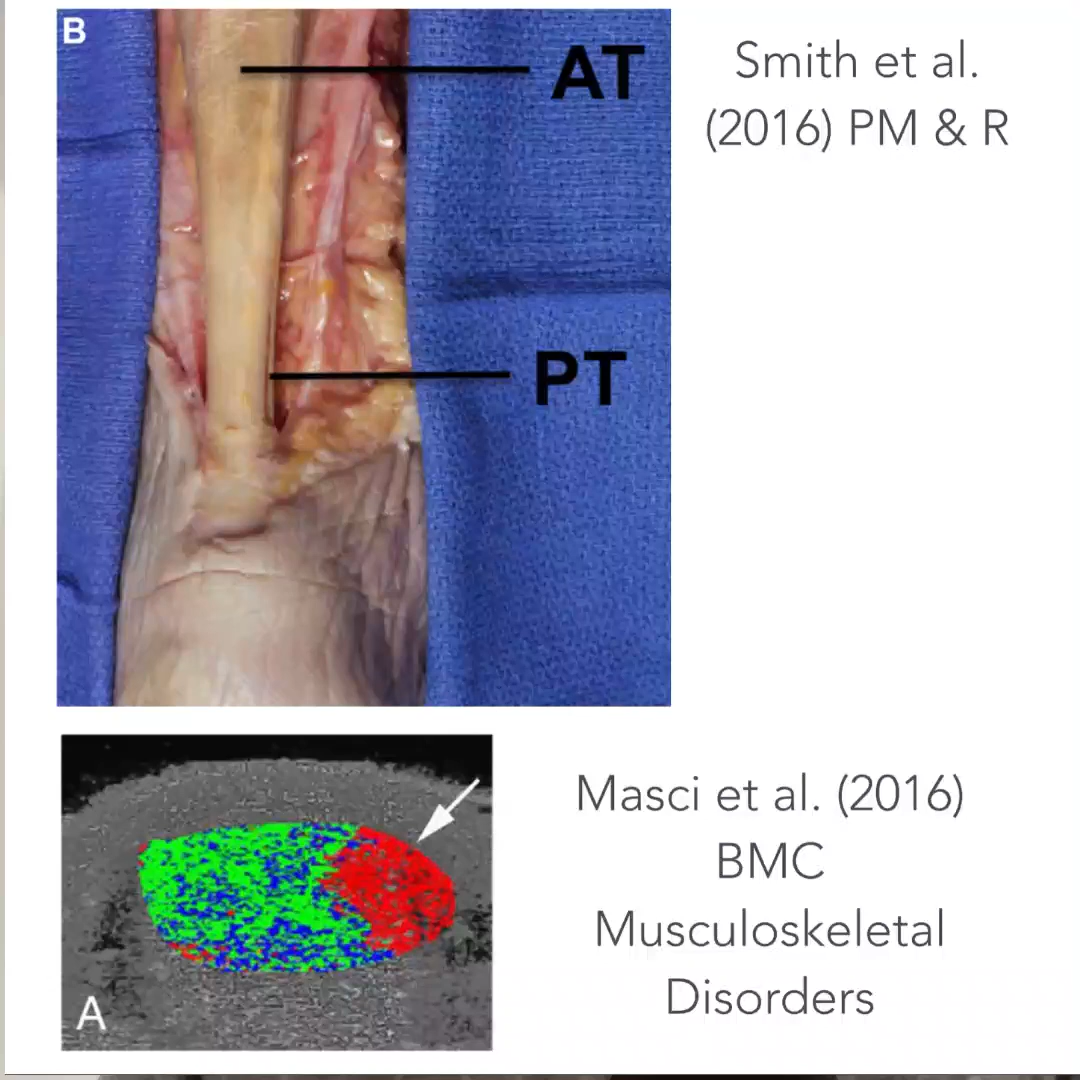 B
AT
PT
Smith et al.
(2016) PM & R
A
Masci et al. (2016)
BMC
Musculoskeletal
Disorders